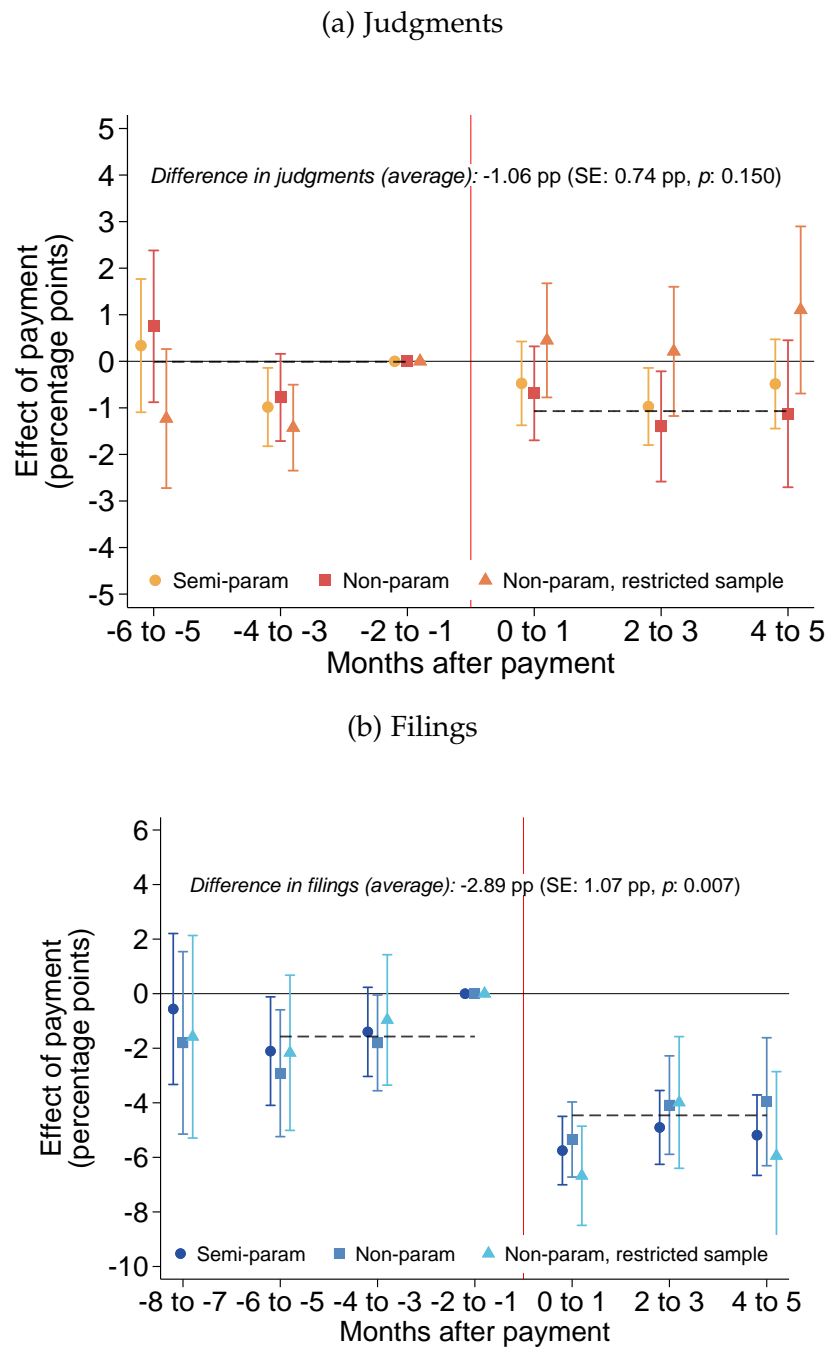 (a) Judgments
5
4
3
2
1
0
-1
-2
-3
-4
-5
Effect of payment
(percentage points)
Difference in judgments (average): -1.06 pp (SE: 0.74 pp, p: 0.150)
Semi-param Non-param Non-param, restricted sample
-6 to -5 -4 to -3 -2 to -1 0 to 1 2 to 3 4 to 5
Months after payment
(b) Filings
6
4
2
0
-2
-4
-6
-8
-10
Effect of payment
(percentage points)
Difference in filings (average): -2.89 pp (SE: 1.07 pp, p: 0.007)
Semi-param Non-param Non-param, restricted sample
-8 to -7 -6 to -5 -4 to -3 -2 to -1 0 to 1 2 to 3 4 to 5
Months after payment